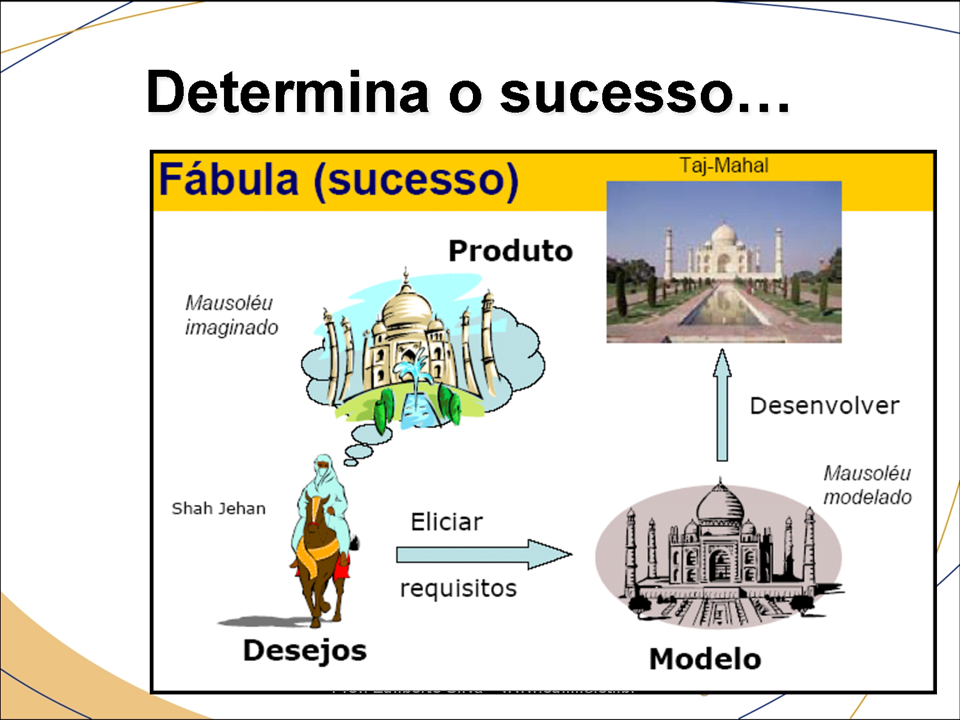 Determina o sucesso…
Fábula (sucesso)
Taj-Mahal
Produto
Mausoléu
imaginado
Desenvolver
Mausoléu
modelado
Shah Jehan
Eliciar
requisitos
Desejos
Modelo